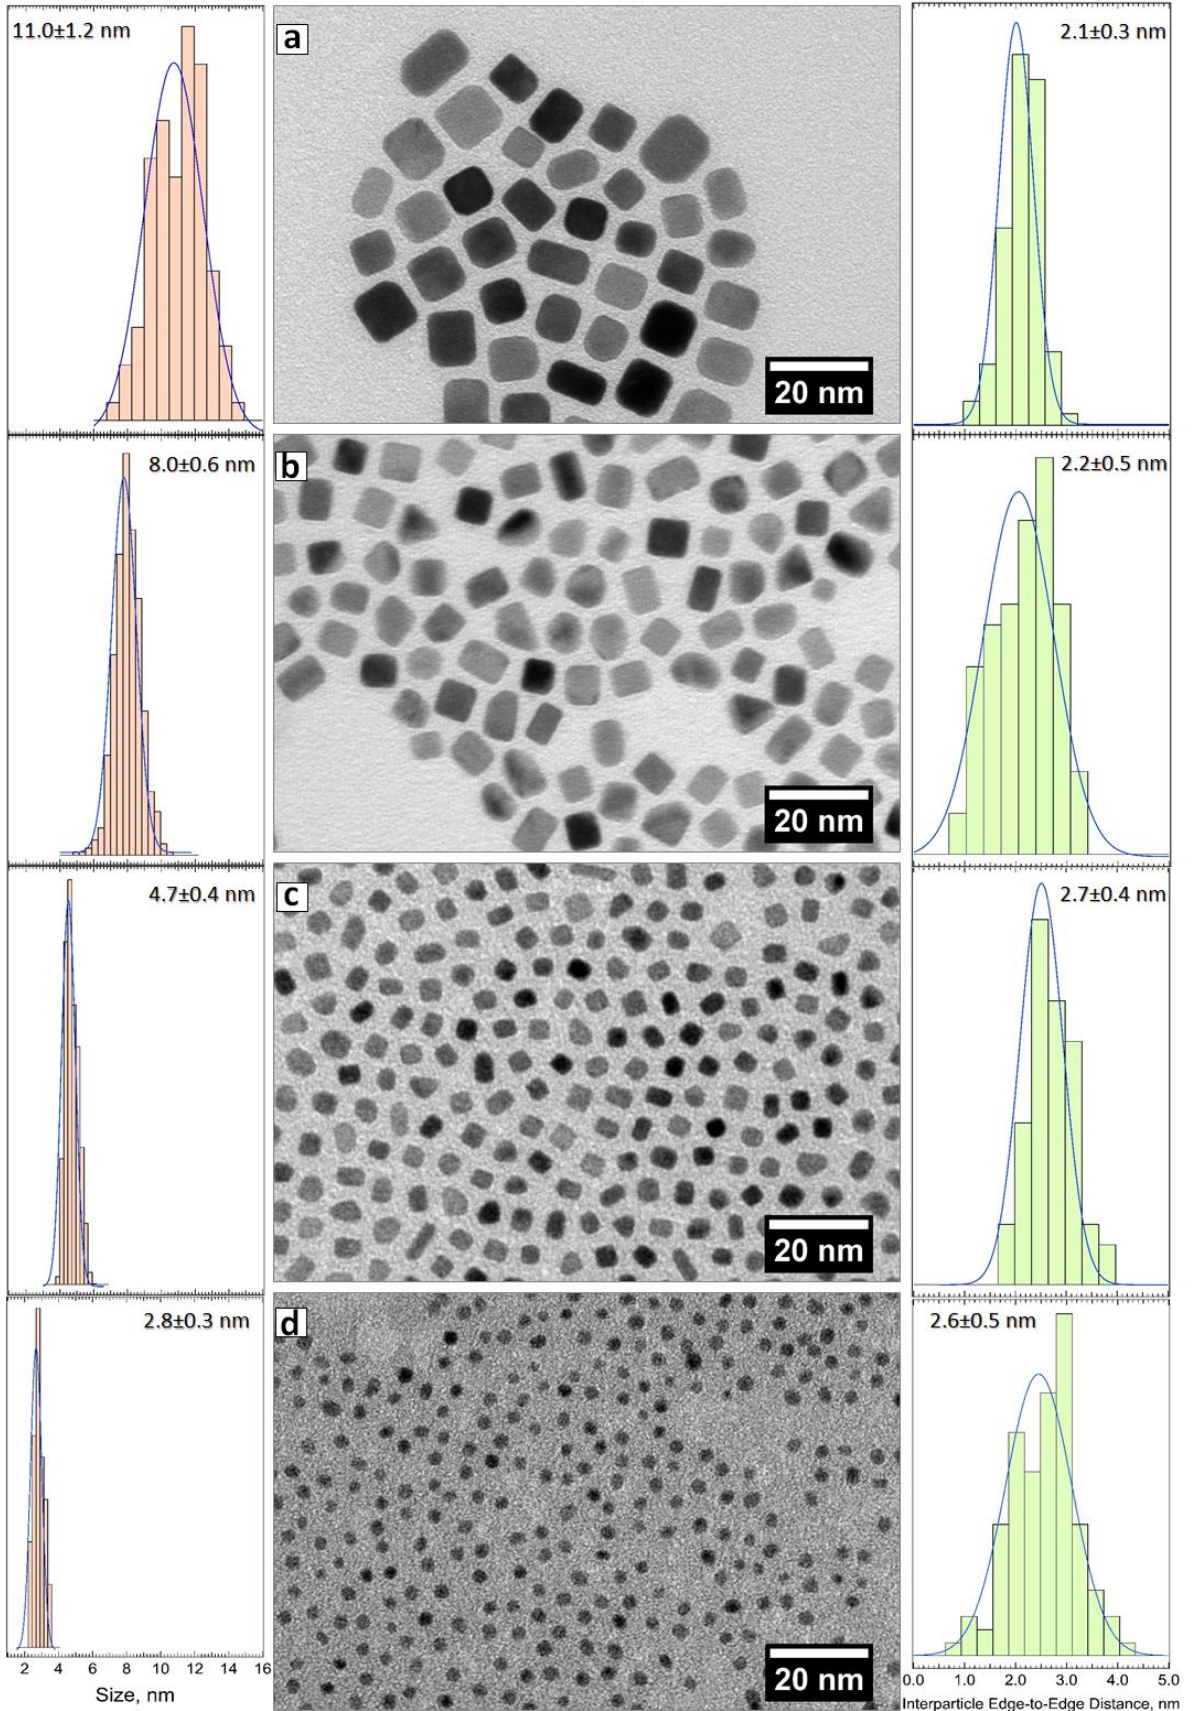 11.0±1.2 nm
a
2.1±0.3 nm
20 nm
8.0±0.6 nm
b
2.2±0.5 nm
20 nm
4.7±0.4 nm
c
2.7±0.4 nm
20 nm
2.8±0.3 nm
d
2.6±0.5 nm
20 nm
2 4 6 8 10 12 14 16
Size, nm
0.0 1.0 2.0 3.0 4.0 5.0
Interparticle Edge-to-Edge Distance, nm